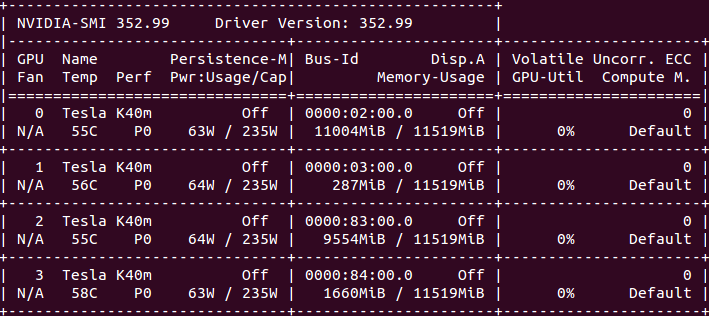 +------------------------------------------------------+
| NVIDIA-SMI 352.99     Driver Version: 352.99         |
|-------------------------------+----------------------+----------------------+
| GPU  Name        Persistence-M| Bus-Id        Disp.A | Volatile Uncorr. ECC |
| Fan  Temp  Perf  Pwr:Usage/Cap|         Memory-Usage | GPU-Util  Compute M. |
|===============================+======================+======================|
|   0  Tesla K40m          Off  | 0000:02:00.0     Off |                    0 |
| N/A   55C    P0    63W / 235W |  11004MiB / 11519MiB |      0%      Default |
+-------------------------------+----------------------+----------------------+
|   1  Tesla K40m          Off  | 0000:03:00.0     Off |                    0 |
| N/A   56C    P0    64W / 235W |    287MiB / 11519MiB |      0%      Default |
+-------------------------------+----------------------+----------------------+
|   2  Tesla K40m          Off  | 0000:83:00.0     Off |                    0 |
| N/A   55C    P0    64W / 235W |   9554MiB / 11519MiB |      0%      Default |
+-------------------------------+----------------------+----------------------+
|   3  Tesla K40m          Off  | 0000:84:00.0     Off |                    0 |
| N/A   58C    P0    63W / 235W |   1660MiB / 11519MiB |      0%      Default |
+-------------------------------+----------------------+----------------------+